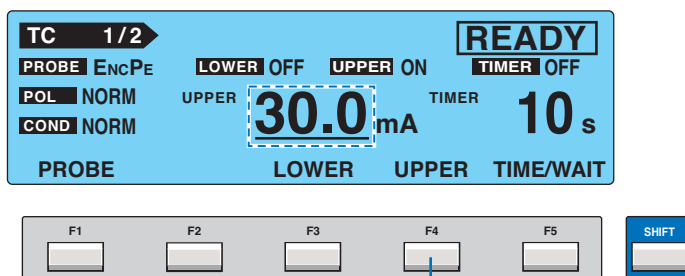 TC 1/2 READY
PROBE ENCPE LOWER OFF UPPER ON TIMER OFF
POL NORM UPPER 30.0 mA TIMER 10 s
COND NORM
PROBE LOWER UPPER TIME/WAIT
F1 F2 F3 F4 F5 SHIFT